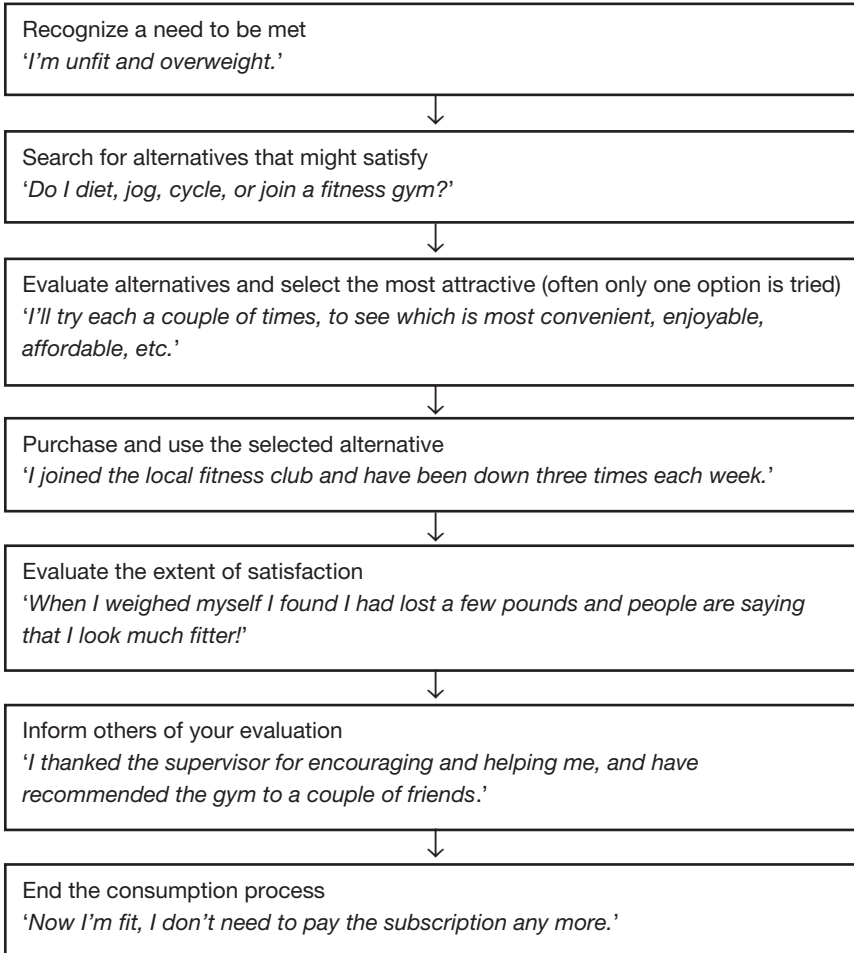 Recognize a need to be met
‘I’m unfit and overweight.’
Search for alternatives that might satisfy
‘Do I diet, jog, cycle, or join a fitness gym?’
Evaluate alternatives and select the most attractive (often only one option is tried)
‘I’ll try each a couple of times, to see which is most convenient, enjoyable,
affordable, etc.’
Purchase and use the selected alternative
‘I joined the local fitness club and have been down three times each week.’
Evaluate the extent of satisfaction
‘When I weighed myself I found I had lost a few pounds and people are saying
that I look much fitter!’
Inform others of your evaluation
‘I thanked the supervisor for encouraging and helping me, and have
recommended the gym to a couple of friends.’
End the consumption process
‘Now I’m fit, I don’t need to pay the subscription any more.’